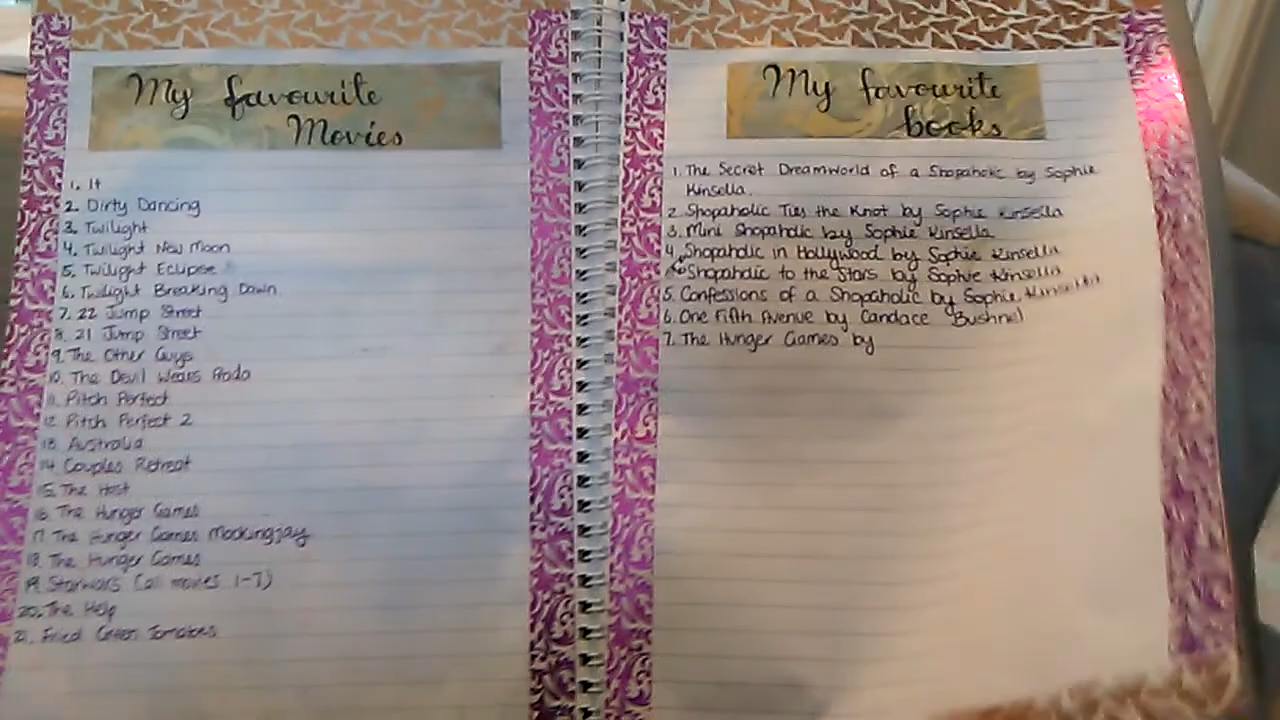 My favourite
Movies
1. It
2. Dirty Dancing
3. Twilight
4. Twilight New Moon
5. Twilight Eclipse
6. Twilight Breaking Dawn
7. 22 Jump Street
8. 21 Jump Street
9. The Other Guys
10. The Devil Wears Prada
11. Pitch Perfect
12. Pitch Perfect 2
13. Australia
14. Couples Retreat
15. The Host
16. The Hunger Games
17. The Hunger Games Mockingjay
18. The Hunger Games
19. Starwars (all movies 1-7)
20. The Help
21. Fried Green Tomatoes
My favourite
books
1. The Secret Dreamworld of a Shopaholic by Sophie
Kinsella.
2. Shopaholic Ties the Knot by Sophie Kinsella
3. Mini Shopaholic by Sophie Kinsella
4. Shopaholic in Hollywood by Sophie Kinsella
Shopaholic to the Stars by Sophie Kinsella
5. Confessions of a Shopaholic by Sophie Kinsella
6. One Fifth Avenue by Candace Bushnel
7. The Hunger Games by